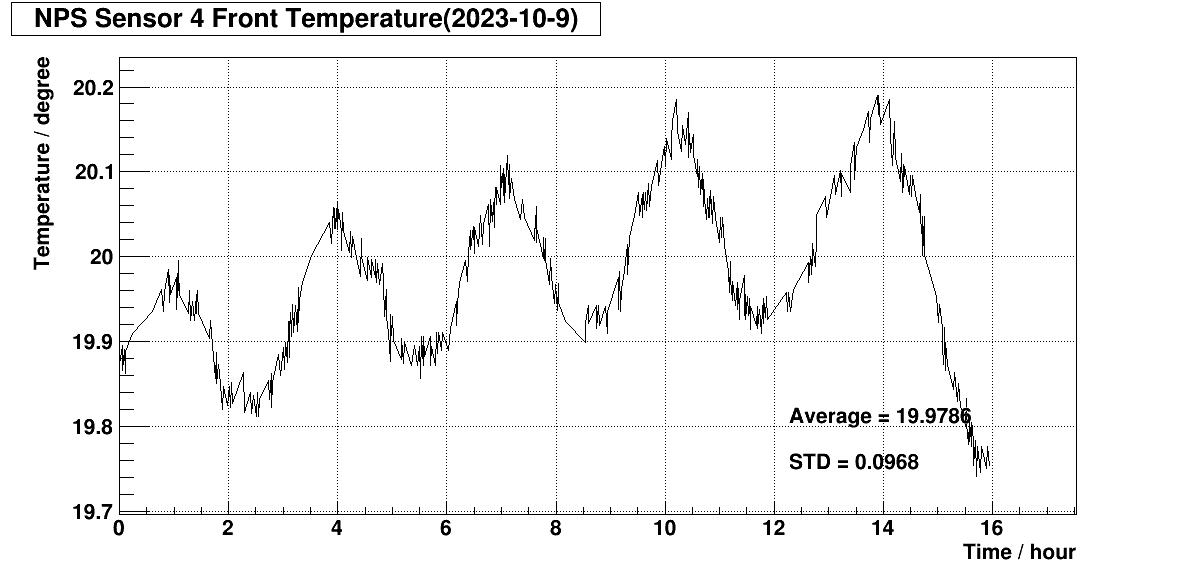 NPS Sensor 4 Front Temperature(2023-10-9)
Temperature / degree
20.2
20.1
20
19.9
19.8
19.7
Average = 19.9786
STD = 0.0968
0 2 4 6 8 10 12 14 16
Time / hour